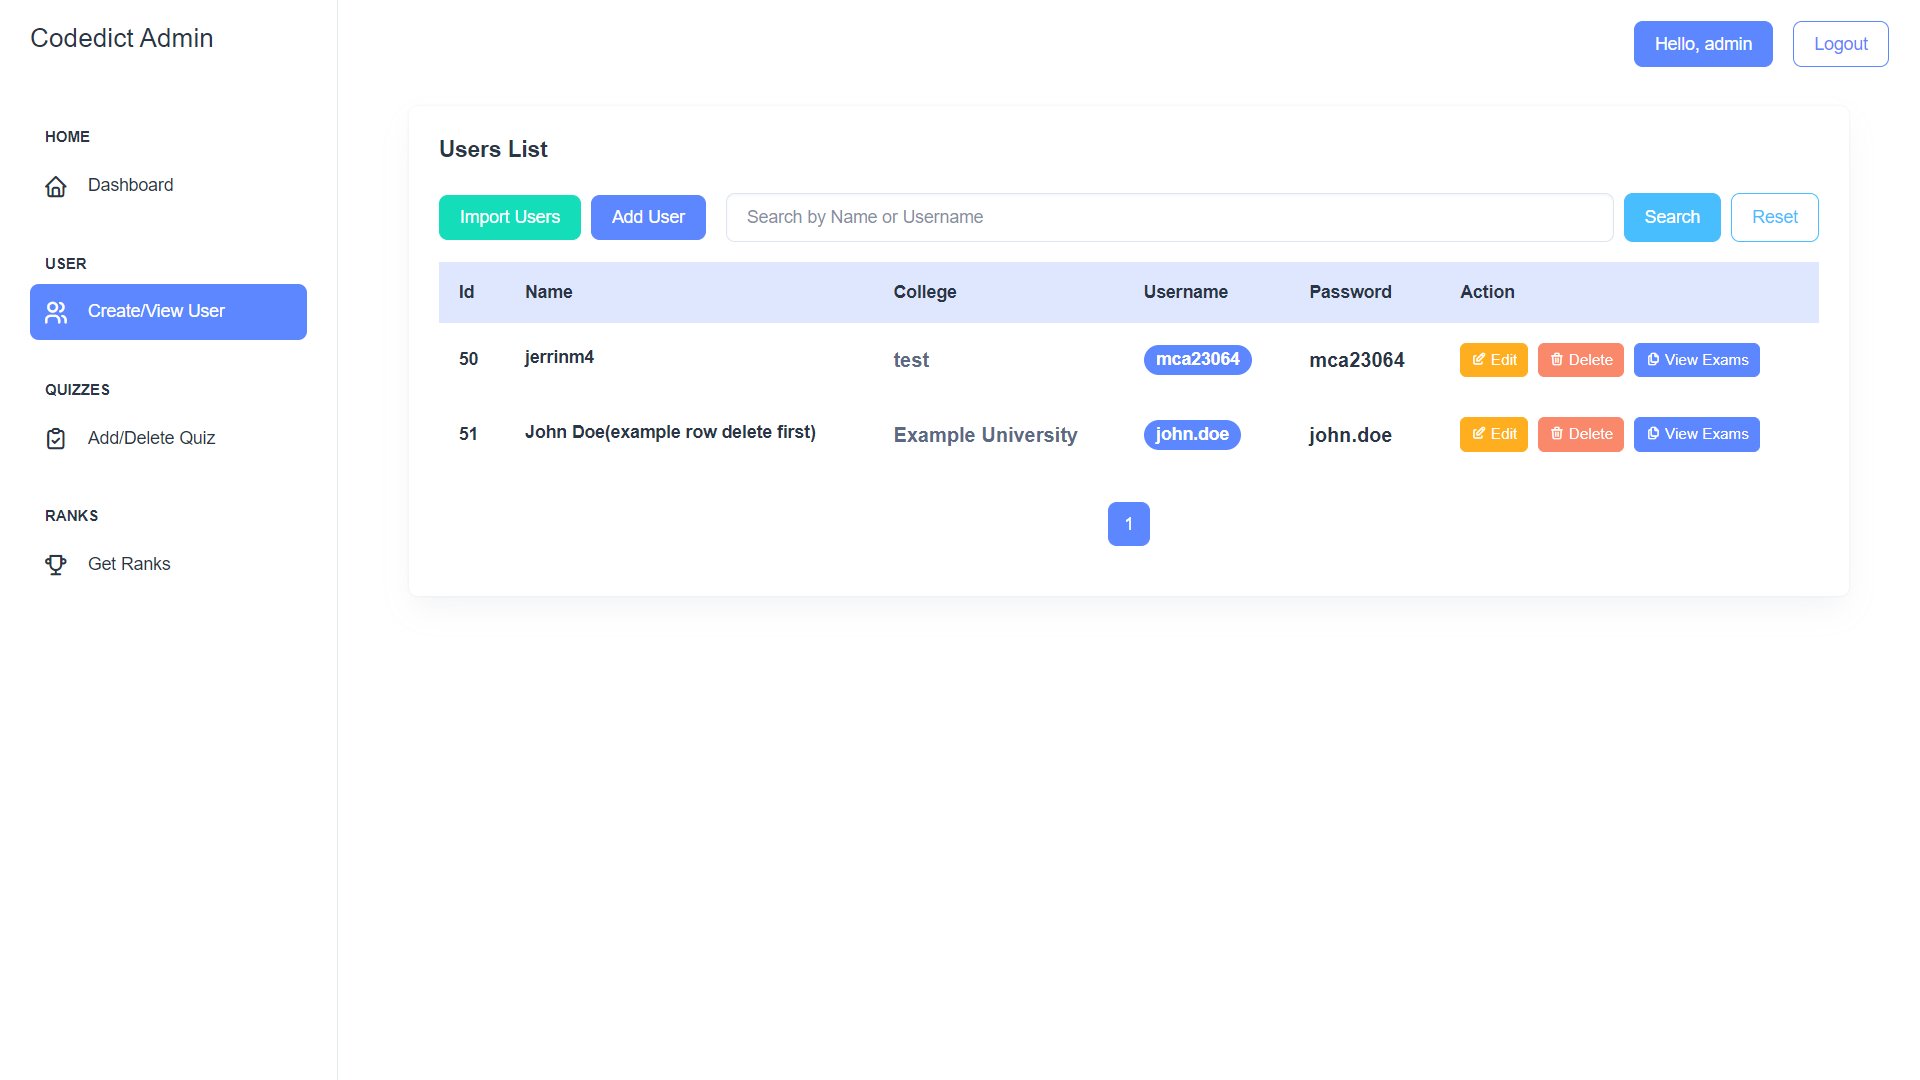 Codedict Admin
Hello, admin
Logout
HOME
Dashboard
USER
Create/View User
QUIZZES
Add/Delete Quiz
RANKS
Get Ranks
Users List
Import Users
Add User
Search by Name or Username
Search
Reset
Id Name College Username Password Action
50 jerrinm4 test mca23064 mca23064 Edit Delete View Exams
51 John Doe(example row delete first) Example University john.doe john.doe Edit Delete View Exams
1